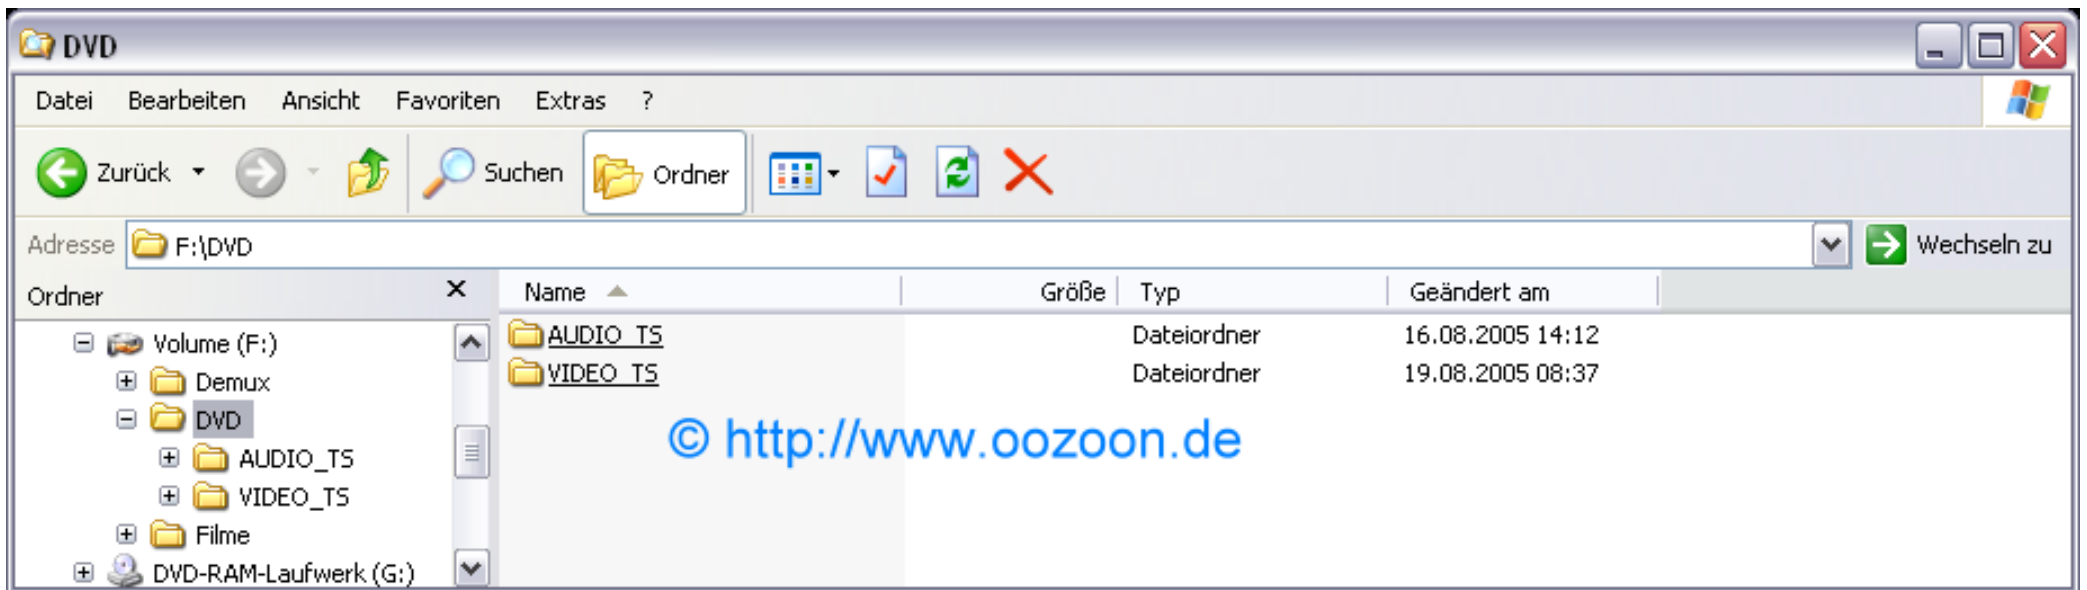 DVD
Datei Bearbeiten Ansicht Favoriten Extras ?
Zurück Suchen Ordner
Adresse F:\DVD Wechseln zu
Ordner
Name Größe Typ Geändert am
Volume (F:)
Demux
DVD
AUDIO_TS
VIDEO_TS
Filme
DVD-RAM-Laufwerk (G:)
AUDIO_TS Dateiordner 16.08.2005 14:12
VIDEO_TS Dateiordner 19.08.2005 08:37
© http://www.oozoon.de